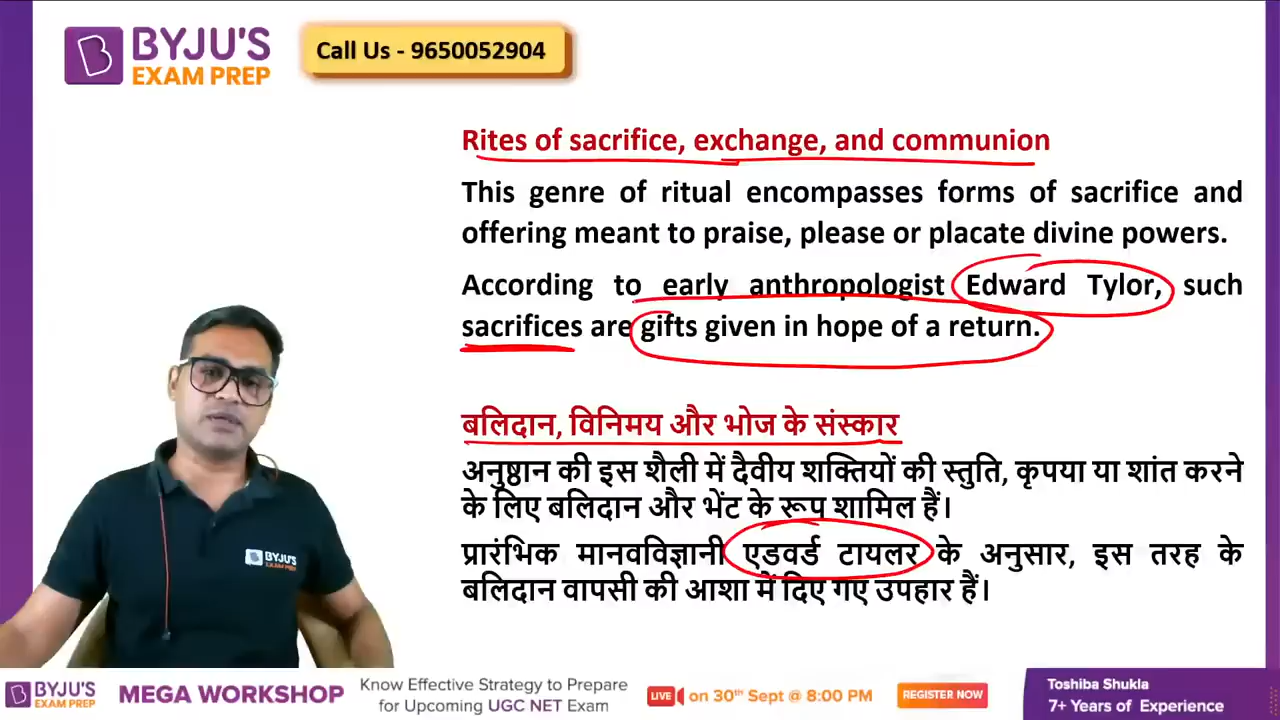 BYJU'S
EXAM PREP
Call Us - 9650052904
Rites of sacrifice, exchange, and communion
This genre of ritual encompasses forms of sacrifice and
offering meant to praise, please or placate divine powers.
According to early anthropologist Edward Tylor, such
sacrifices are gifts given in hope of a return.
बलिदान, विनिमय और भोज के संस्कार
अनुष्ठान की इस शैली में दैवीय शक्तियों की स्तुति, कृपया या शांत करने
के लिए बलिदान और भेंट के रूप शामिल हैं।
प्रारंभिक मानवविज्ञानी एडवर्ड टायलर के अनुसार, इस तरह के
बलिदान वापसी की आशा में दिए गए उपहार हैं।
BYJU'S
EXAM PREP
BYJU'S
EXAM PREP
MEGA WORKSHOP
Know Effective Strategy to Prepare
for Upcoming UGC NET Exam
LIVE on 30th Sept @ 8:00 PM
REGISTER NOW
Toshiba Shukla
7+ Years of Experience